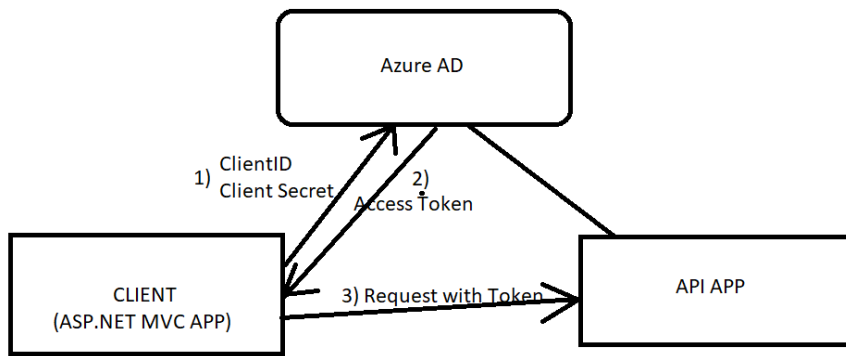 Azure AD
1) ClientID
Client Secret
2)
Access Token
CLIENT
(ASP.NET MVC APP)
3) Request with Token
API APP